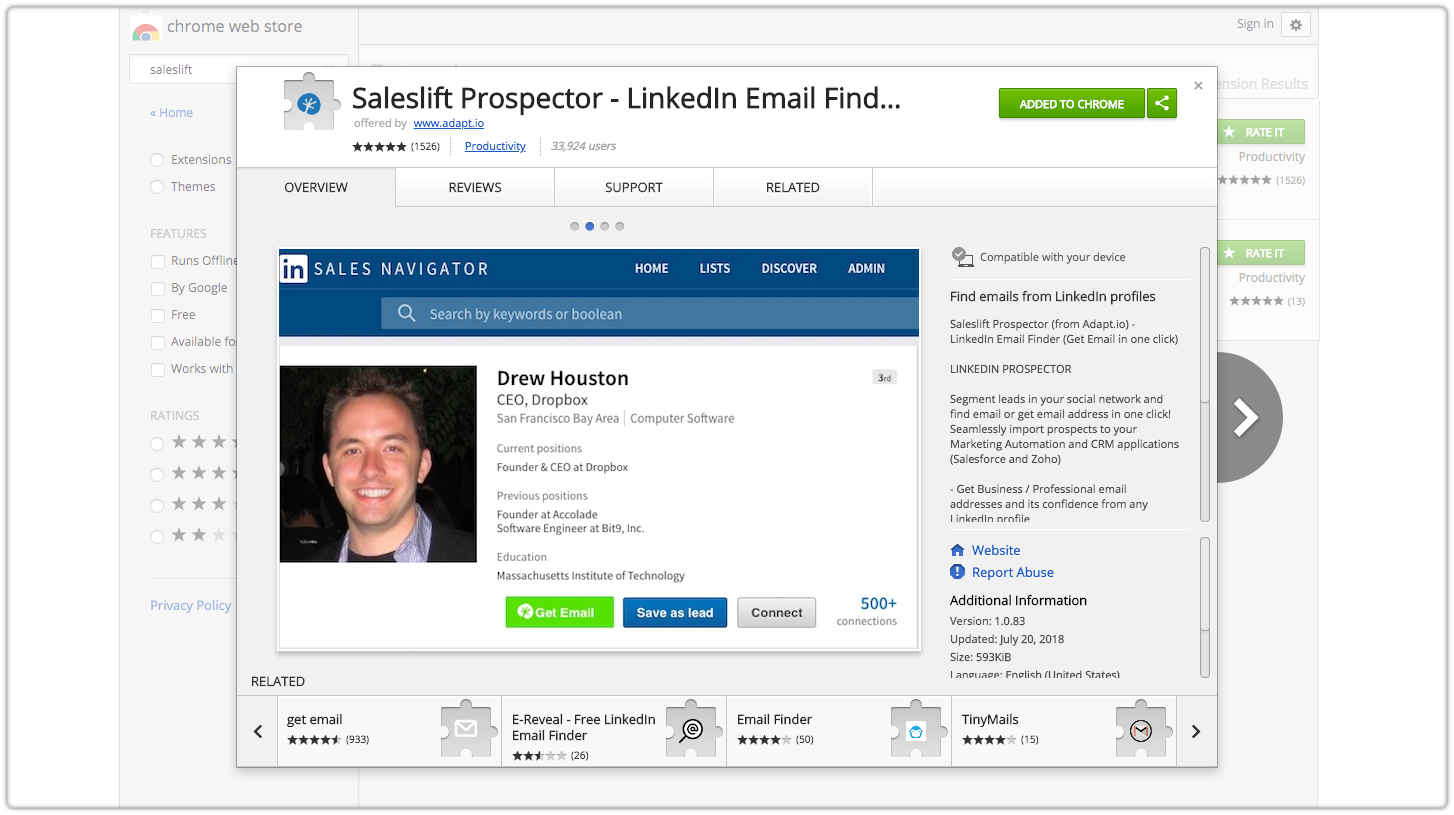 chrome web store
Sign in
saleslift
« Home
Extensions
Themes
FEATURES
Runs Offline
By Google
Free
Available fo
Works with
RATINGS
Privacy Policy
ension Results
RATE IT
Productivity
(1526)
RATE IT
Productivity
(13)
Saleslift Prospector - LinkedIn Email Find...
offered by www.adapt.io
(1526) Productivity 33,924 users
ADDED TO CHROME
OVERVIEW REVIEWS SUPPORT RELATED
in SALES NAVIGATOR HOME LISTS DISCOVER ADMIN
Search by keywords or boolean
Drew Houston 3rd
CEO, Dropbox
San Francisco Bay Area | Computer Software
Current positions
Founder & CEO at Dropbox
Previous positions
Founder at Accolade
Software Engineer at Bit9, Inc.
Education
Massachusetts Institute of Technology
Get Email Save as lead Connect 500+
connections
Compatible with your device
Find emails from LinkedIn profiles
Saleslift Prospector (from Adapt.io) -
LinkedIn Email Finder (Get Email in one click)
LINKEDIN PROSPECTOR
Segment leads in your social network and
find email or get email address in one click!
Seamlessly import prospects to your
Marketing Automation and CRM applications
(Salesforce and Zoho)
- Get Business / Professional email
addresses and its confidence from any
LinkedIn profile
Website
Report Abuse
Additional Information
Version: 1.0.83
Updated: July 20, 2018
Size: 593KiB
Language: English (United States)
RELATED
get email
(933)
E-Reveal - Free LinkedIn
Email Finder
(26)
Email Finder
(50)
TinyMails
(15)